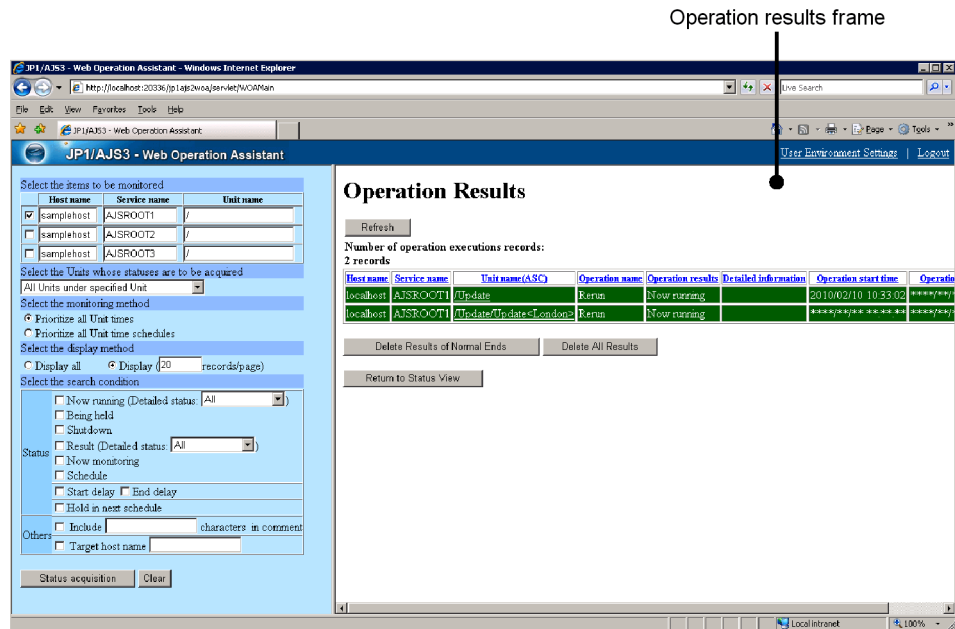 Operation results frame
JP1/AJS3 - Web Operation Assistant - Windows Internet Explorer
http://localhost:20336/jp1ajs2woa/servlet/WOAMain
Live Search
File Edit View Favorites Tools Help
JP1/AJS3 - Web Operation Assistant
Page Tools
JP1/AJS3 - Web Operation Assistant
User Environment Settings | Logout
Select the items to be monitored
Host name Service name Unit name
samplehost AJSROOT1 /
samplehost AJSROOT2 /
samplehost AJSROOT3 /
Select the Units whose statuses are to be acquired
All Units under specified Unit
Select the monitoring method
Prioritize all Unit times
Prioritize all Unit time schedules
Select the display method
Display all Display (20 records/page)
Select the search condition
Status
Now running (Detailed status: All )
Being held
Shutdown
Result (Detailed status: All )
Now monitoring
Schedule
Start delay End delay
Hold in next schedule
Others
Include characters in comment
Target host name
Status acquisition Clear
Operation Results
Refresh
Number of operation executions records:
2 records
Host name Service name Unit name(ASC) Operation name Operation results Detailed information Operation start time Operatio
localhost AJSROOT1 /Update Rerun Now running 2010/02/10 10:33:02 ****/**/*
localhost AJSROOT1 /Update/Update<London> Rerun Now running ****/**/** **:**:** ****/**/*
Delete Results of Normal Ends Delete All Results
Return to Status View
Local intranet 100%